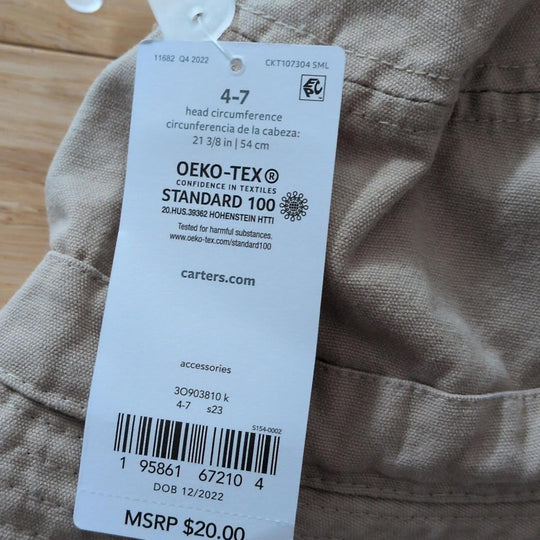 11682 Q4 2022 CKT107304 SML
4-7
head circumference
circunferencia de la cabeza:
21 3/8 in | 54 cm
OEKO-TEX®
CONFIDENCE IN TEXTILES
STANDARD 100
20.HUS.39362 HOHENSTEIN HTTI
Tested for harmful substances.
www.oeko-tex.com/standard100
carters.com
accessories
3O903810 k
4-7 s23
S154-0002
1 95861 67210 4
DOB 12/2022
MSRP $20.00